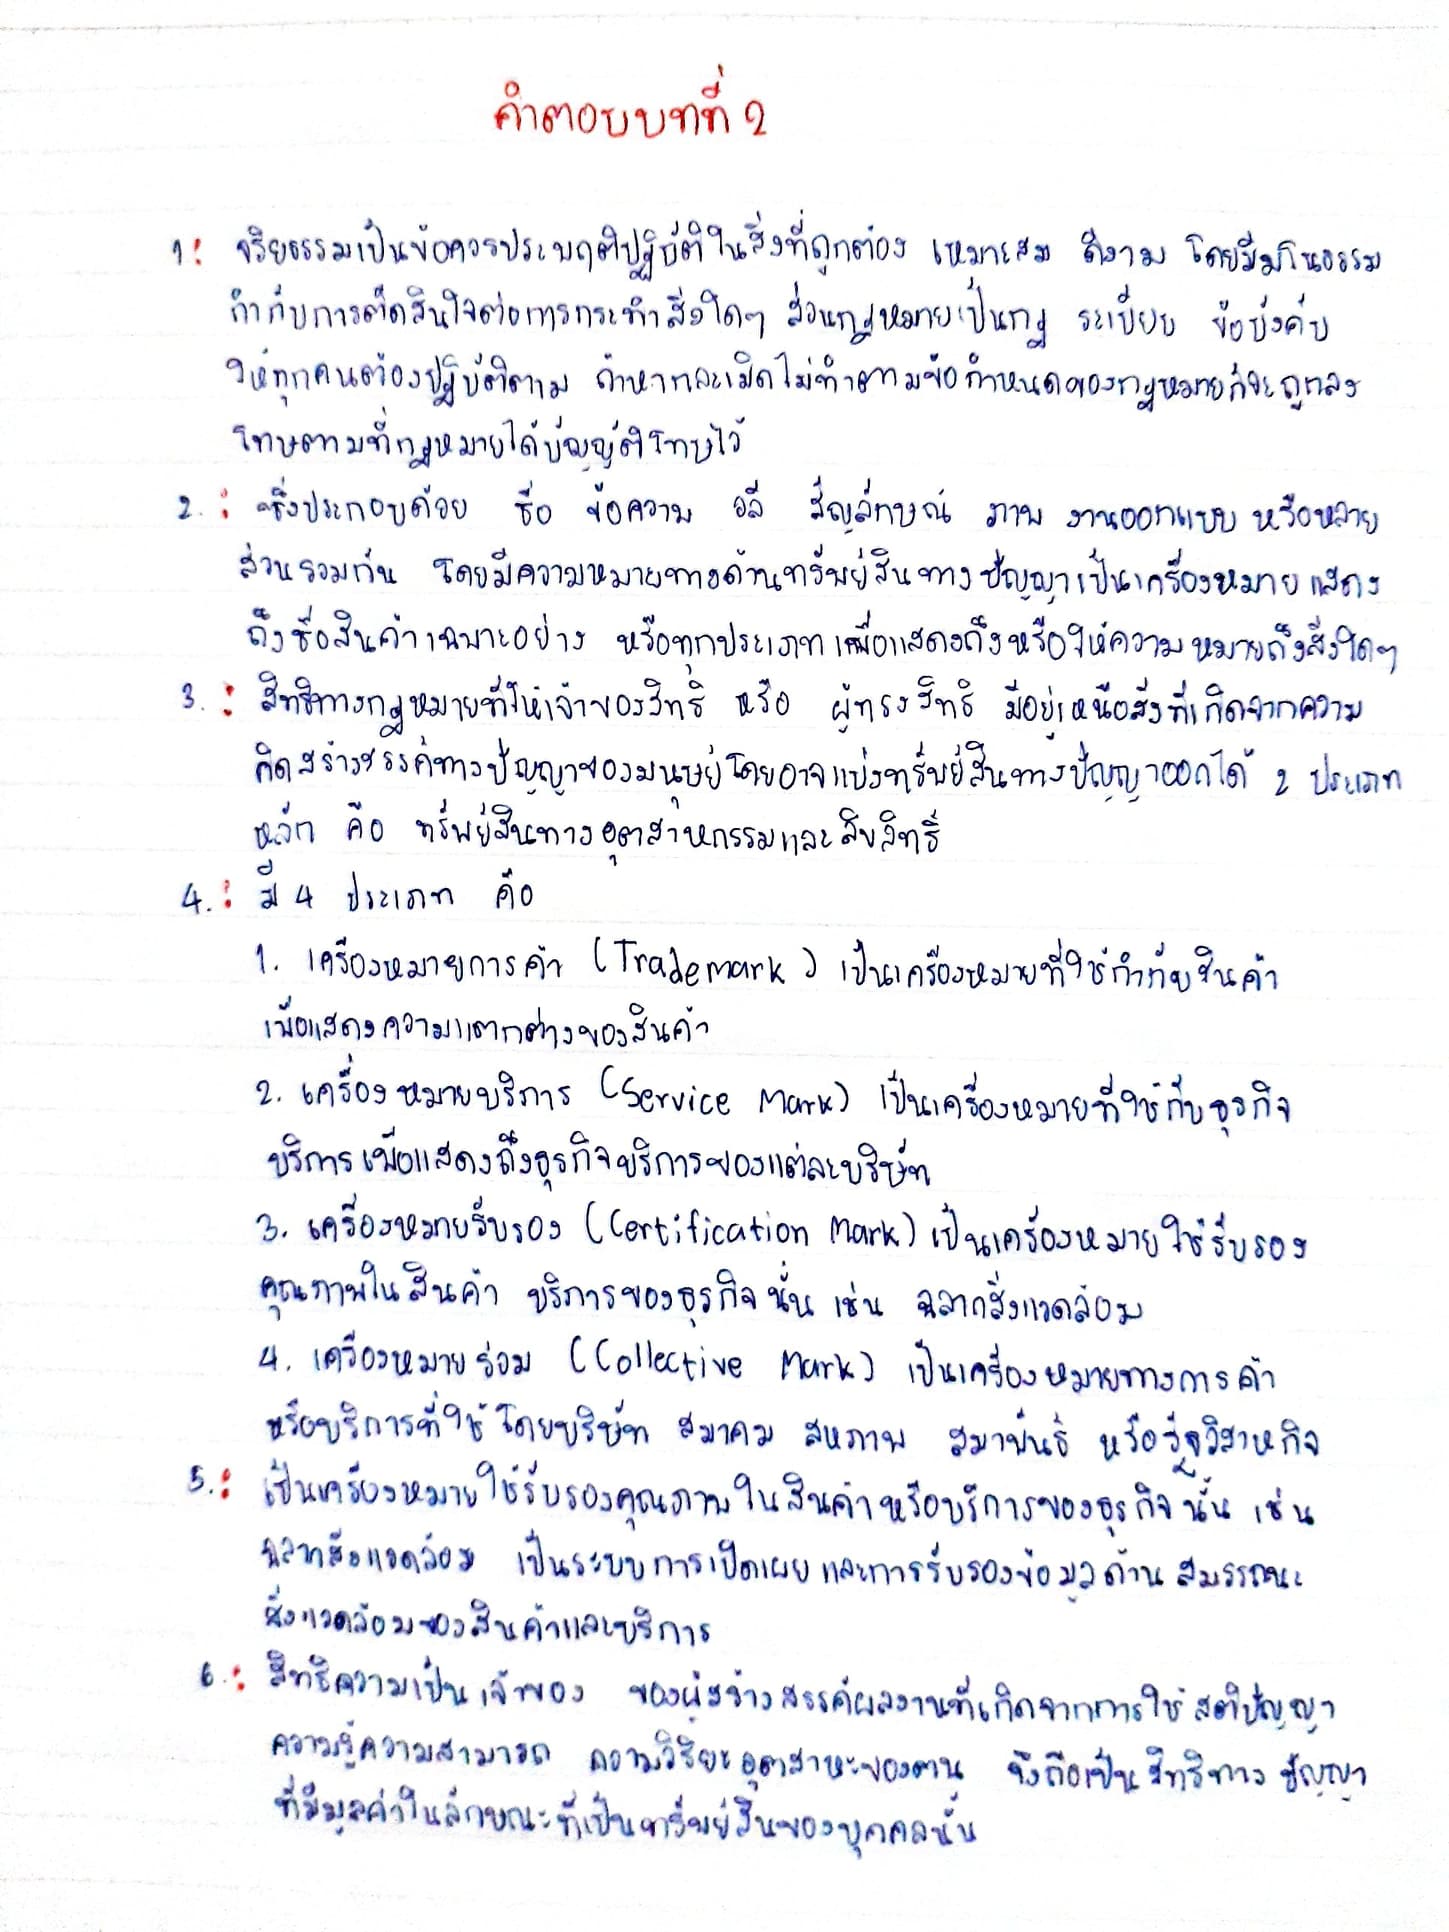 คำตอบบทที่ 2
1: จริยธรรมเป็นข้อควรประพฤติปฏิบัติในสิ่งที่ถูกต้อง เหมาะสม ดีงาม โดยมีมโนธรรม
กำกับการตัดสินใจต่อการกระทำสิ่งใดๆ ส่วนกฎหมายเป็นกฎ ระเบียบ ข้อบังคับ
ให้ทุกคนต้องปฏิบัติตาม ถ้าหากละเมิดไม่ทำตามข้อกำหนดของกฎหมายก็จะถูกลง
โทษตามที่กฎหมายได้บัญญัติโทษไว้
2. : ซึ่งประกอบด้วย ชื่อ ข้อความ วลี สัญลักษณ์ ภาพ งานออกแบบ หรือหลาย
ส่วนรวมกัน โดยมีความหมายทางด้านทรัพย์สินทางปัญญาเป็นเครื่องหมายแสดง
ถึงชื่อสินค้าเฉพาะอย่าง หรือทุกประเภทเพื่อแสดงถึงหรือให้ความหมายถึงสิ่งใดๆ
3. : สิทธิทางกฎหมายที่ให้เจ้าของสิทธิ หรือ ผู้ทรงสิทธิ มีอยู่เหนือสิ่งที่เกิดจากความ
คิดสร้างสรรค์ทางปัญญาของมนุษย์โดยอาจแบ่งทรัพย์สินทางปัญญาออกได้ 2 ประเภท
หลัก คือ ทรัพย์สินทางอุตสาหกรรมและลิขสิทธิ์
4. : มี 4 ประเภท คือ
1. เครื่องหมายการค้า (Trademark) เป็นเครื่องหมายที่ใช้กำกับสินค้า
เพื่อแสดงความแตกต่างของสินค้า
2. เครื่องหมายบริการ (Service Mark) เป็นเครื่องหมายที่ใช้กับธุรกิจ
บริการเพื่อแสดงถึงธุรกิจบริการของแต่ละบริษัท
3. เครื่องหมายรับรอง (Certification Mark) เป็นเครื่องหมายใช้รับรอง
คุณภาพในสินค้า บริการของธุรกิจนั้น เช่น ฉลากสิ่งแวดล้อม
4. เครื่องหมายร่วม (Collective Mark) เป็นเครื่องหมายทางการค้า
หรือบริการที่ใช้โดยบริษัท สมาคม สหภาพ สมาพันธ์ หรือรัฐวิสาหกิจ
5. : เป็นเครื่องหมายใช้รับรองคุณภาพในสินค้าหรือบริการของธุรกิจนั้น เช่น
ฉลากสิ่งแวดล้อม เป็นระบบการเปิดเผยและการรับรองข้อมูลด้านสมรรถนะ
สิ่งแวดล้อมของสินค้าและบริการ
6. : สิทธิความเป็นเจ้าของ ของผู้สร้างสรรค์ผลงานที่เกิดจากการใช้สติปัญญา
ความรู้ความสามารถ ความวิริยะอุตสาหะของตน จึงถือเป็นสิทธิทางปัญญา
ที่มีมูลค่าในลักษณะที่เป็นทรัพย์สินของบุคคลนั้น